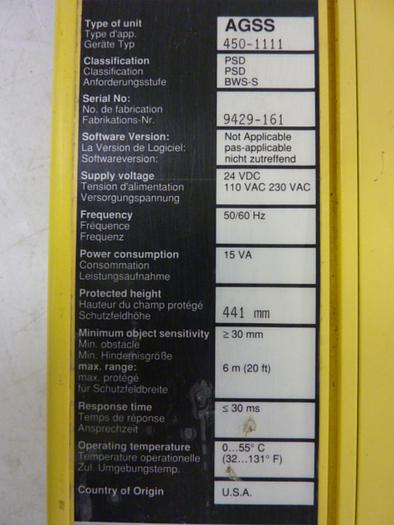 Type of unit AGSS
Type d'app.
Geräte Typ 450-1111
Classification PSD
Classification PSD
Anforderungsstufe BWS-S
Serial No:
No. de fabrication
Fabrikations-Nr. 9429-161
Software Version: Not Applicable
La Version de Logiciel: pas-applicable
Softwareversion: nicht zutreffend
Supply voltage 24 VDC
Tension d'alimentation 110 VAC 230 VAC
Versorgungspannung
Frequency 50/60 Hz
Fréquence
Frequenz
Power consumption 15 VA
Consommation
Leistungsaufnahme
Protected height
Hauteur du champ protégé 441 mm
Schutzfeldhöhe
Minimum object sensitivity ≥ 30 mm
Min. obstacle
Min. Hindernisgröße
max. range: 6 m (20 ft)
max. protégé
für Schutzfeldbreite
Response time ≤ 30 ms
Temps de réponse
Ansprechzeit
Operating temperature 0...55° C
Temperature operationelle (32...131° F)
Zul. Umgebungstemp.
Country of Origin U.S.A.